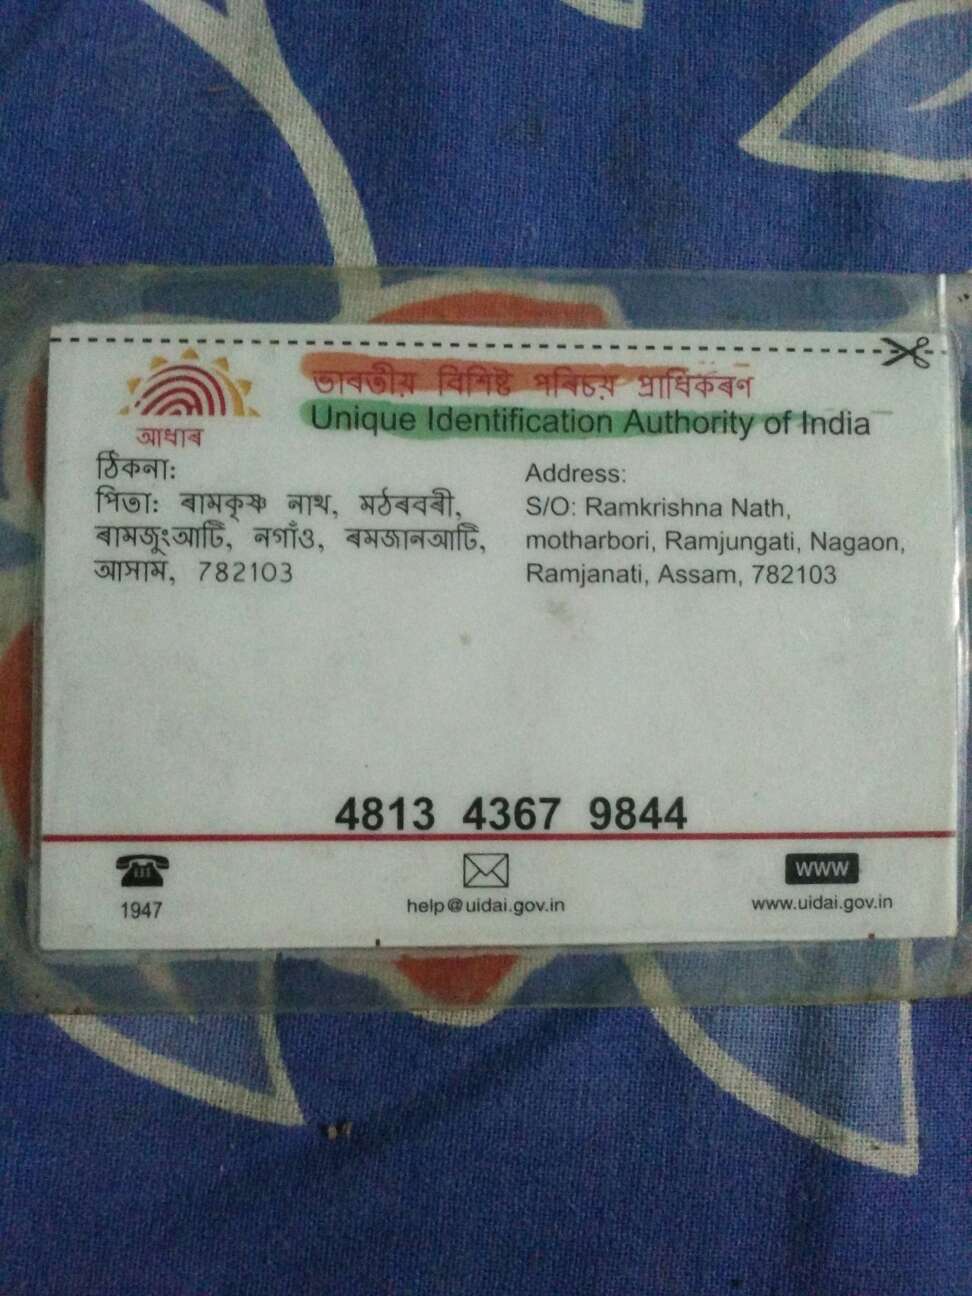 ভাৰতীয় বিশিষ্ট পৰিচয় প্ৰাধিকৰণ
Unique Identification Authority of India
আধাৰ
ঠিকনা:
পিতা: ৰামকৃষ্ণ নাথ, মঠৰবৰী,
ৰামজুংআটি, নগাঁও, ৰমজানআটি,
আসাম, 782103
Address:
S/O: Ramkrishna Nath,
motharbori, Ramjungati, Nagaon,
Ramjanati, Assam, 782103
4813 4367 9844
1947
help@uidai.gov.in
WWW
www.uidai.gov.in